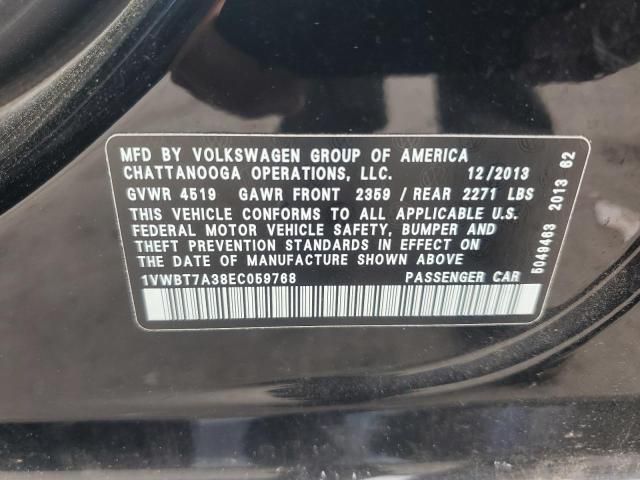 MFD BY VOLKSWAGEN GROUP OF AMERICA
CHATTANOOGA OPERATIONS, LLC. 12/2013
GVWR 4519 GAWR FRONT 2359 / REAR 2271 LBS
THIS VEHICLE CONFORMS TO ALL APPLICABLE U.S.
FEDERAL MOTOR VEHICLE SAFETY, BUMPER AND
THEFT PREVENTION STANDARDS IN EFFECT ON
THE DATE OF MANUFACTURE SHOWN ABOVE
1VWBT7A38EC059768 PASSENGER CAR
5049463 2013 62